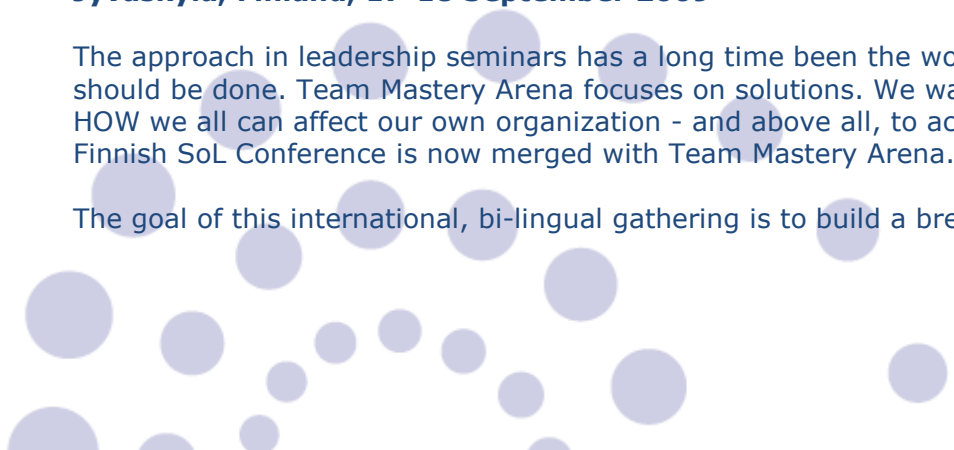 The approach in leadership seminars has a long time been the wo
should be done. Team Mastery Arena focuses on solutions. We wa
HOW we all can affect our own organization - and above all, to ac
Finnish SoL Conference is now merged with Team Mastery Arena.
The goal of this international, bi-lingual gathering is to build a bre